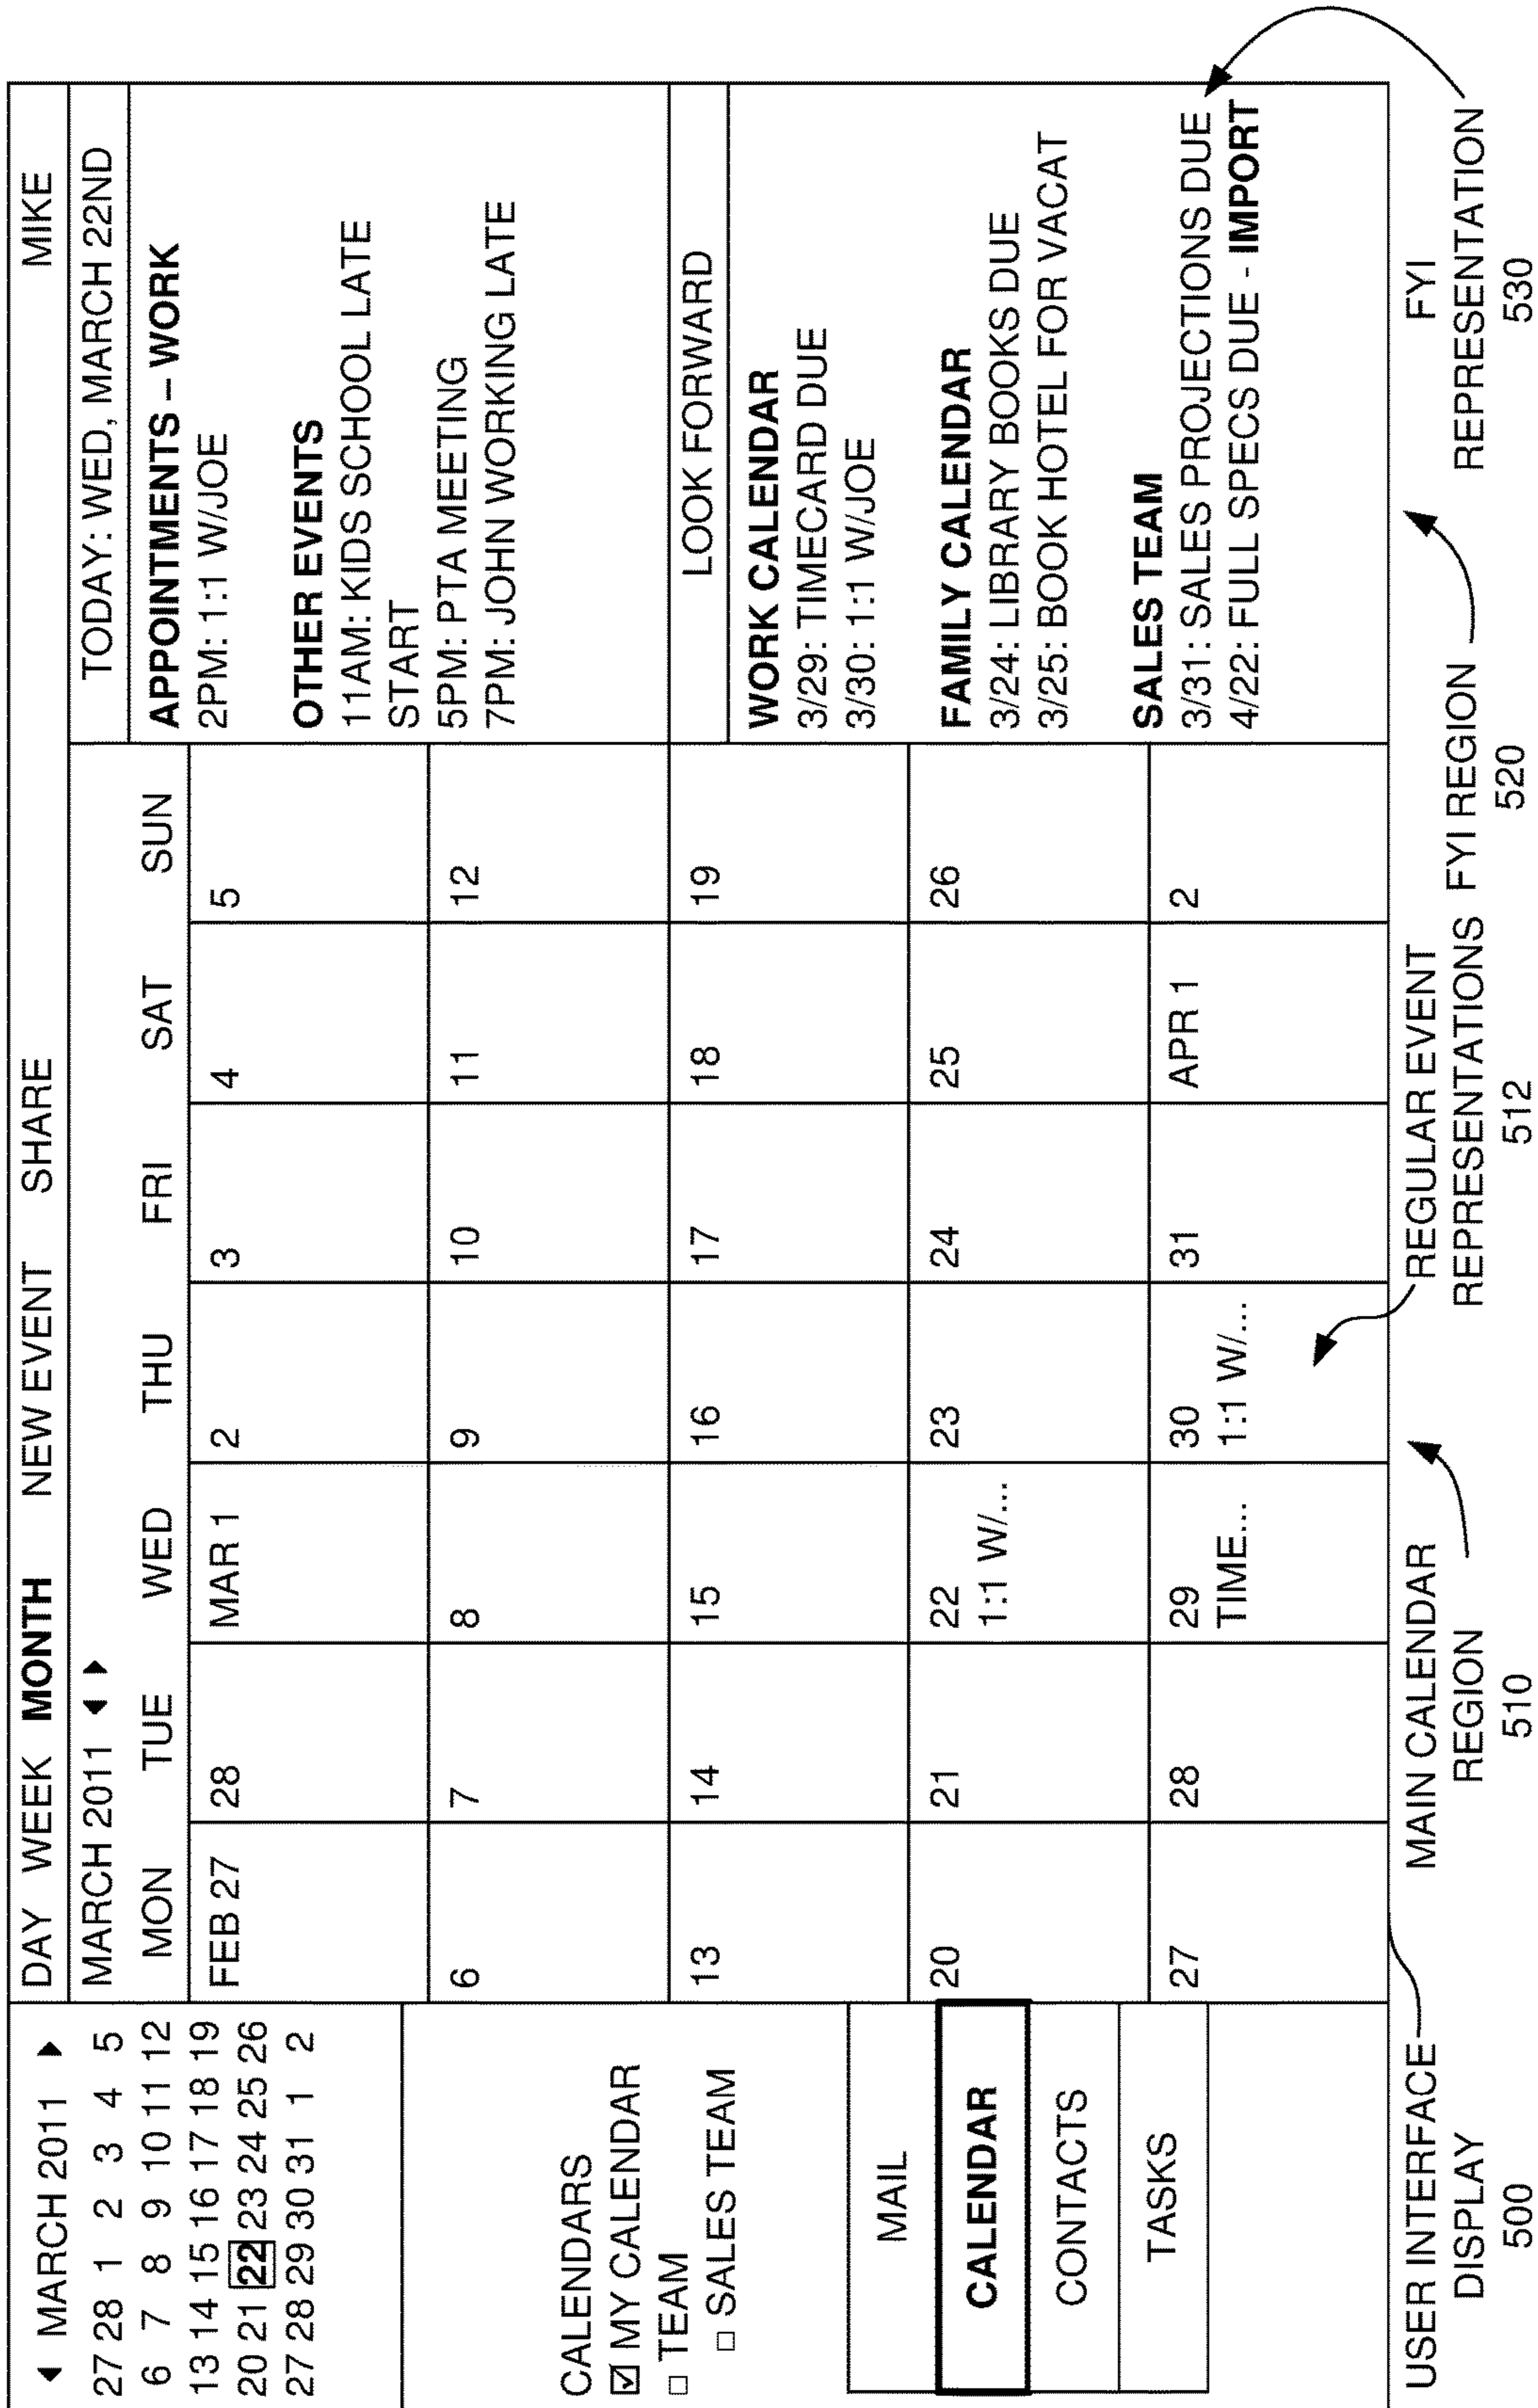 ◀ MARCH 2011 ▶
27 28 1 2 3 4 5
6 7 8 9 10 11 12
13 14 15 16 17 18 19
20 21 22 23 24 25 26
27 28 29 30 31 1 2
CALENDARS
☑ MY CALENDAR
□ TEAM
□ SALES TEAM
MAIL
CALENDAR
CONTACTS
TASKS
DAY WEEK MONTH NEW EVENT SHARE MIKE
MARCH 2011 ◀ ▶
MON TUE WED THU FRI SAT SUN
FEB 27 28 MAR 1 2 3 4 5
6 7 8 9 10 11 12
13 14 15 16 17 18 19
20 21 22 23 24 25 26
1:1 W/...
27 28 29 30 31 APR 1 2
TIME... 1:1 W/...
TODAY: WED, MARCH 22ND
APPOINTMENTS – WORK
2PM: 1:1 W/JOE
OTHER EVENTS
11AM: KIDS SCHOOL LATE
START
5PM: PTA MEETING
7PM: JOHN WORKING LATE
LOOK FORWARD
WORK CALENDAR
3/29: TIMECARD DUE
3/30: 1:1 W/JOE
FAMILY CALENDAR
3/24: LIBRARY BOOKS DUE
3/25: BOOK HOTEL FOR VACAT
SALES TEAM
3/31: SALES PROJECTIONS DUE
4/22: FULL SPECS DUE - IMPORT
USER INTERFACE
DISPLAY
500
MAIN CALENDAR
REGION
510
REGULAR EVENT
REPRESENTATIONS
512
FYI REGION
520
FYI
REPRESENTATION
530